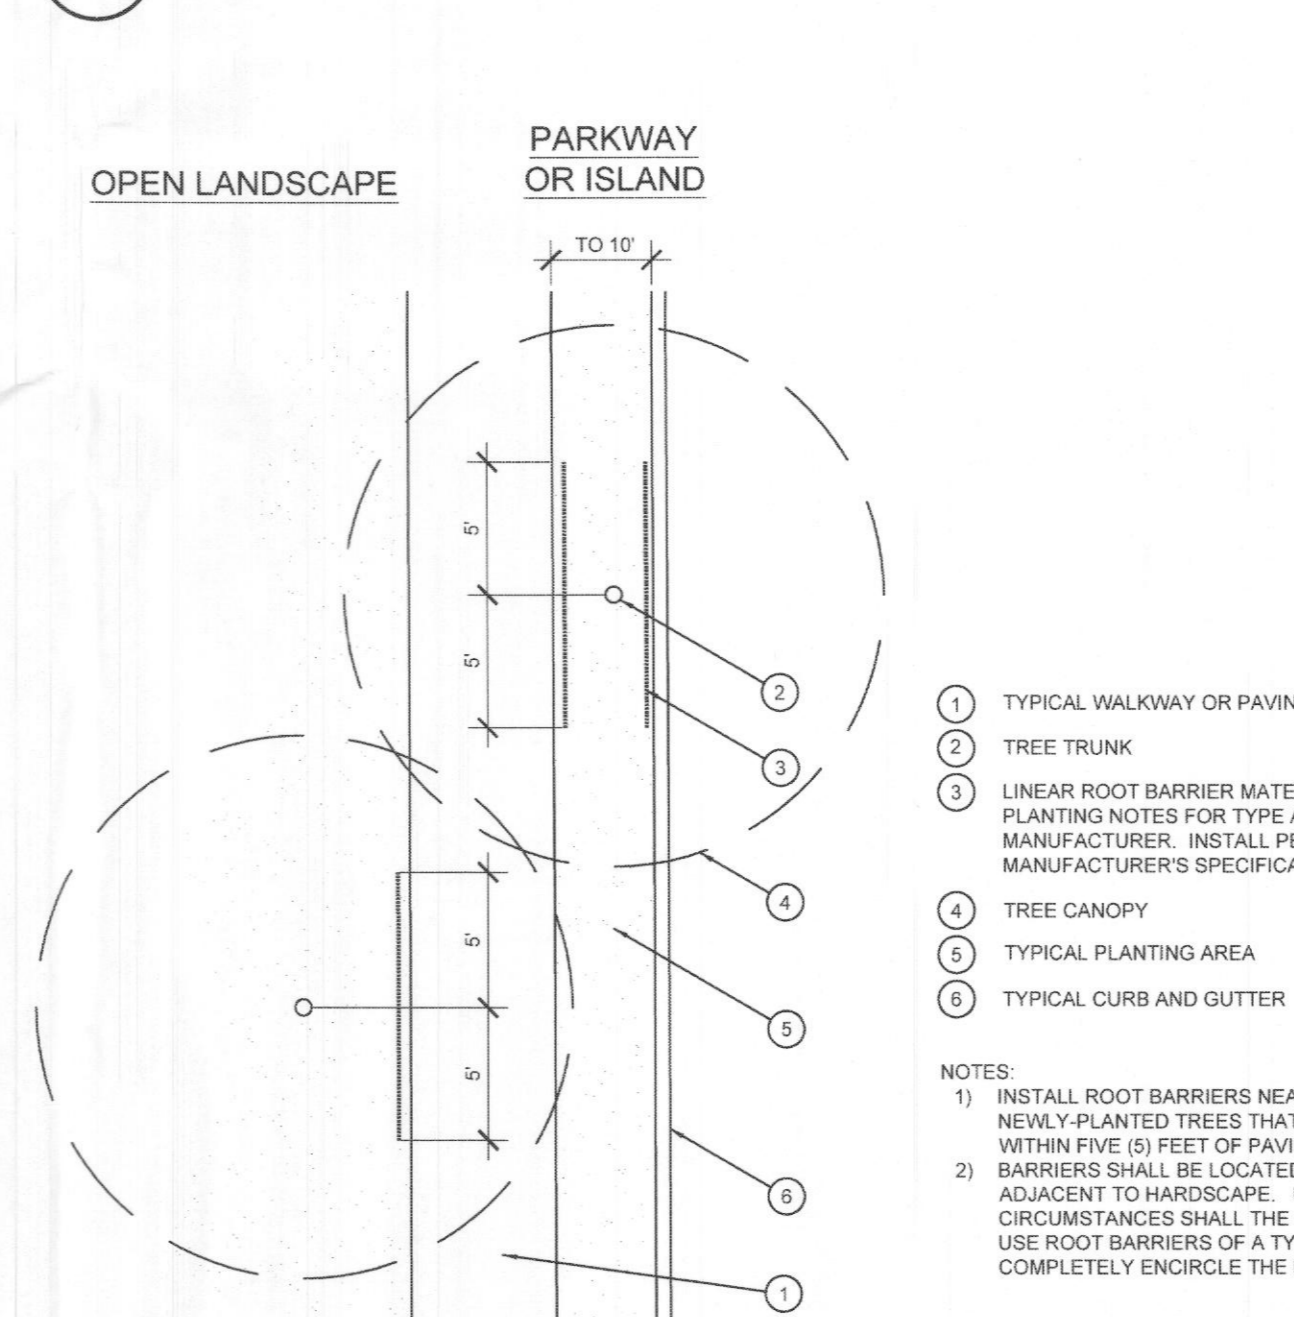 PARKWAY
OR ISLAND
OPEN LANDSCAPE
TO 10'
5'
5'
2
3
4
5'
5
5'
6
1
1 TYPICAL WALKWAY OR PAVIN
2 TREE TRUNK
3 LINEAR ROOT BARRIER MATE
PLANTING NOTES FOR TYPE A
MANUFACTURER. INSTALL PE
MANUFACTURER'S SPECIFICA
4 TREE CANOPY
5 TYPICAL PLANTING AREA
6 TYPICAL CURB AND GUTTER
NOTES:
1) INSTALL ROOT BARRIERS NEA
NEWLY-PLANTED TREES THAT
WITHIN FIVE (5) FEET OF PAVI
2) BARRIERS SHALL BE LOCATED
ADJACENT TO HARDSCAPE.
CIRCUMSTANCES SHALL THE
USE ROOT BARRIERS OF A TY
COMPLETELY ENCIRCLE THE